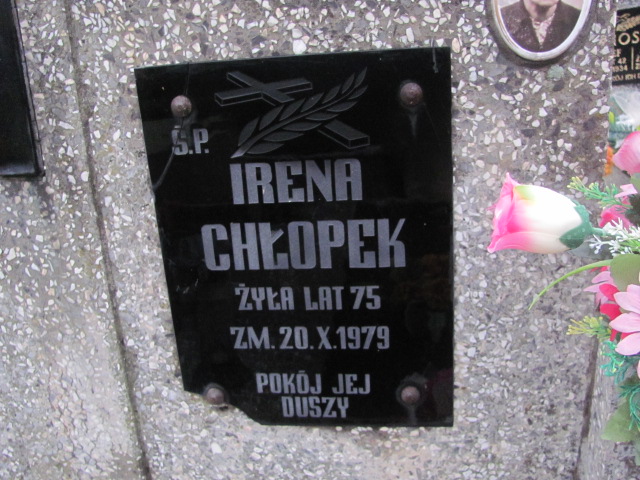 Ś.P.
IRENA
CHŁOPEK
ŻYŁA LAT 75
ZM. 20.X.1979
POKÓJ JEJ
DUSZY